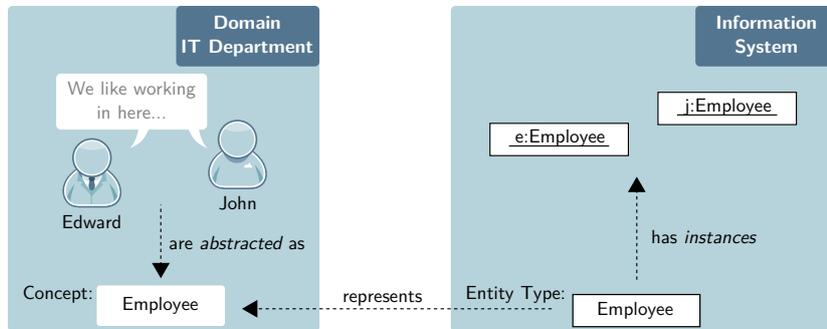 Domain
IT Department
Information
System
We like working
in here...
j:Employee
e:Employee
Edward
John
are abstracted as
has instances
Concept:
Employee
represents
Entity Type:
Employee